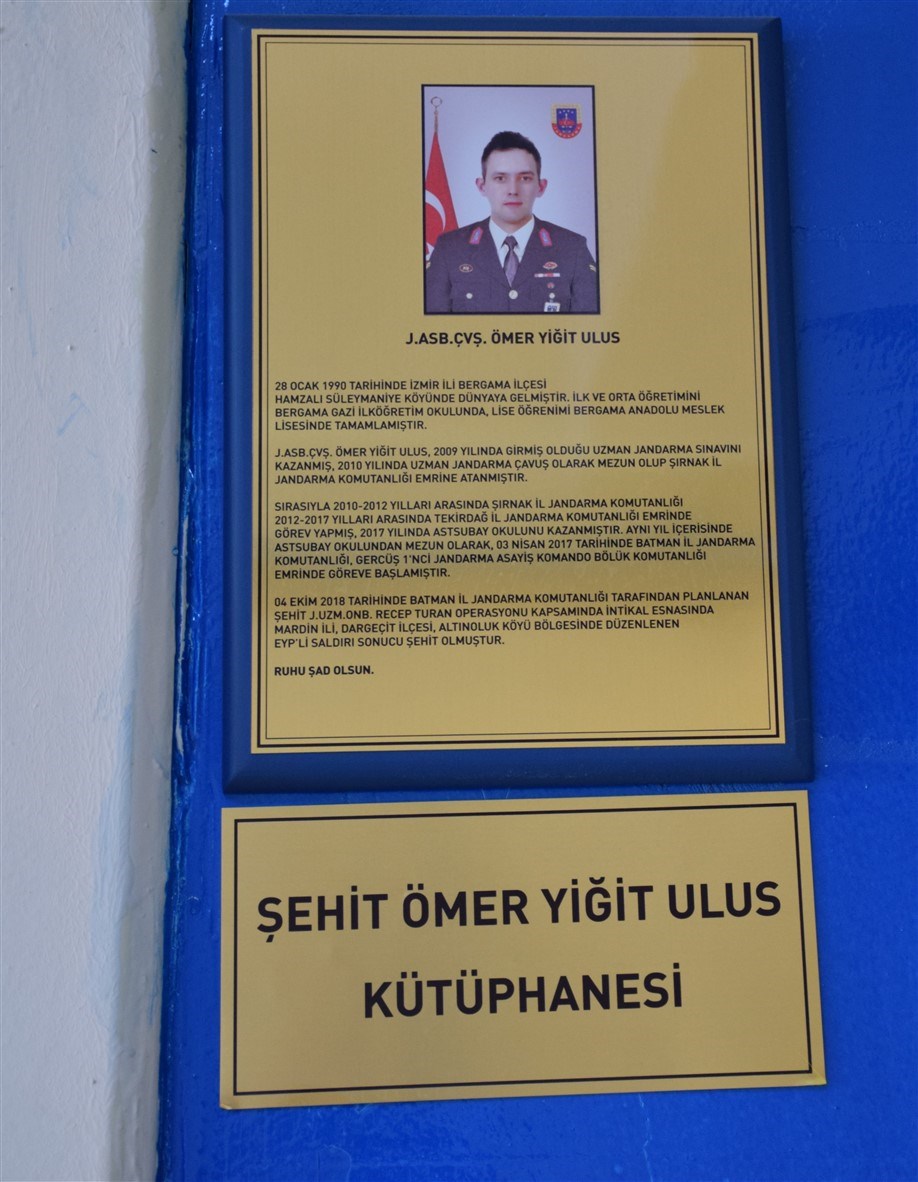 J.ASB.ÇVŞ. ÖMER YİĞİT ULUS
28 OCAK 1990 TARİHİNDE İZMİR İLİ BERGAMA İLÇESİ
HAMZALI SÜLEYMANİYE KÖYÜNDE DÜNYAYA GELMİŞTİR. İLK VE ORTA ÖĞRETİMİNİ
BERGAMA GAZİ İLKÖĞRETİM OKULUNDA, LİSE ÖĞRENİMİ BERGAMA ANADOLU MESLEK
LİSESİNDE TAMAMLAMIŞTIR.
J.ASB.ÇVŞ. ÖMER YİĞİT ULUS, 2009 YILINDA GİRMİŞ OLDUĞU UZMAN JANDARMA SINAVINI
KAZANMIŞ, 2010 YILINDA UZMAN JANDARMA ÇAVUŞ OLARAK MEZUN OLUP ŞIRNAK İL
JANDARMA KOMUTANLIĞI EMRİNE ATANMIŞTIR.
SIRASIYLA 2010-2012 YILLARI ARASINDA ŞIRNAK İL JANDARMA KOMUTANLIĞI
2012-2017 YILLARI ARASINDA TEKİRDAĞ İL JANDARMA KOMUTANLIĞI EMRİNDE
GÖREV YAPMIŞ, 2017 YILINDA ASTSUBAY OKULUNU KAZANMIŞTIR. AYNI YIL İÇERİSİNDE
ASTSUBAY OKULUNDAN MEZUN OLARAK, 03 NİSAN 2017 TARİHİNDE BATMAN İL JANDARMA
KOMUTANLIĞI, GERCÜŞ 1'NCİ JANDARMA ASAYİŞ KOMANDO BÖLÜK KOMUTANLIĞI
EMRİNDE GÖREVE BAŞLAMIŞTIR.
04 EKİM 2018 TARİHİNDE BATMAN İL JANDARMA KOMUTANLIĞI TARAFINDAN PLANLANAN
ŞEHİT J.UZM.ONB. RECEP TURAN OPERASYONU KAPSAMINDA İNTİKAL ESNASINDA
MARDİN İLİ, DARGEÇİT İLÇESİ, ALTINOLUK KÖYÜ BÖLGESİNDE DÜZENLENEN
EYP'Lİ SALDIRI SONUCU ŞEHİT OLMUŞTUR.
RUHU ŞAD OLSUN.
ŞEHİT ÖMER YİĞİT ULUS
KÜTÜPHANESİ